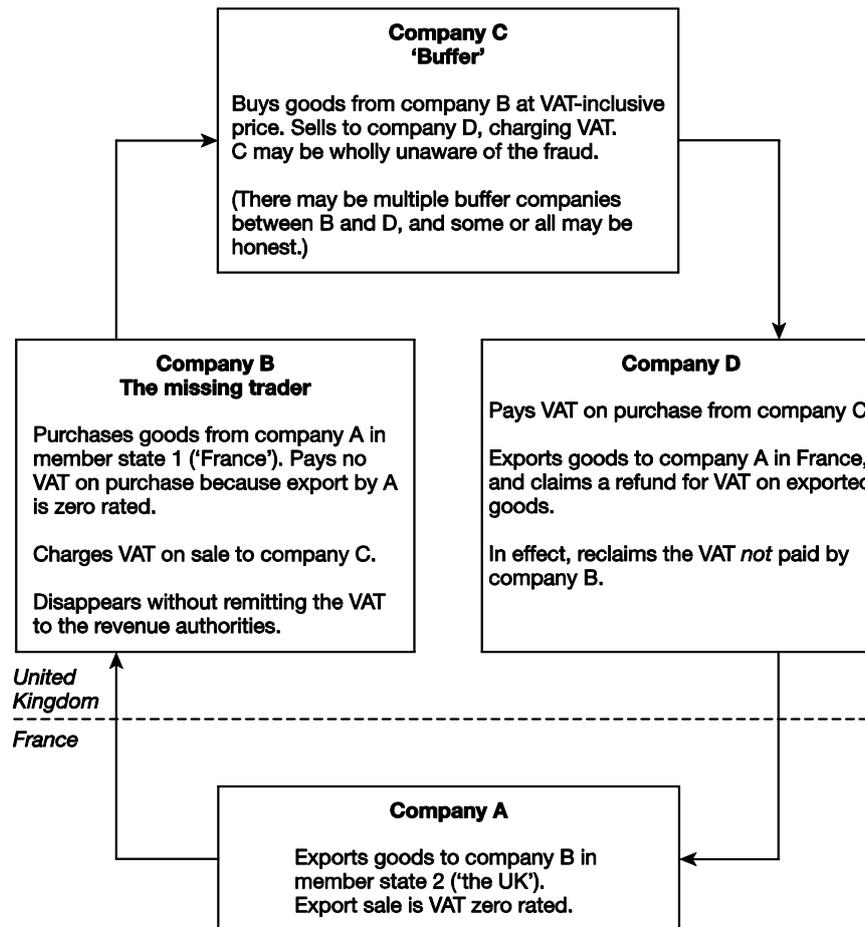 Company C
‘Buffer’
Buys goods from company B at VAT-inclusive
price. Sells to company D, charging VAT.
C may be wholly unaware of the fraud.
(There may be multiple buffer companies
between B and D, and some or all may be
honest.)
Company B
The missing trader
Purchases goods from company A in
member state 1 (‘France’). Pays no
VAT on purchase because export by A
is zero rated.
Charges VAT on sale to company C.
Disappears without remitting the VAT
to the revenue authorities.
Company D
Pays VAT on purchase from company C
Exports goods to company A in France,
and claims a refund for VAT on exported
goods.
In effect, reclaims the VAT not paid by
company B.
United
Kingdom
France
Company A
Exports goods to company B in
member state 2 (‘the UK’).
Export sale is VAT zero rated.